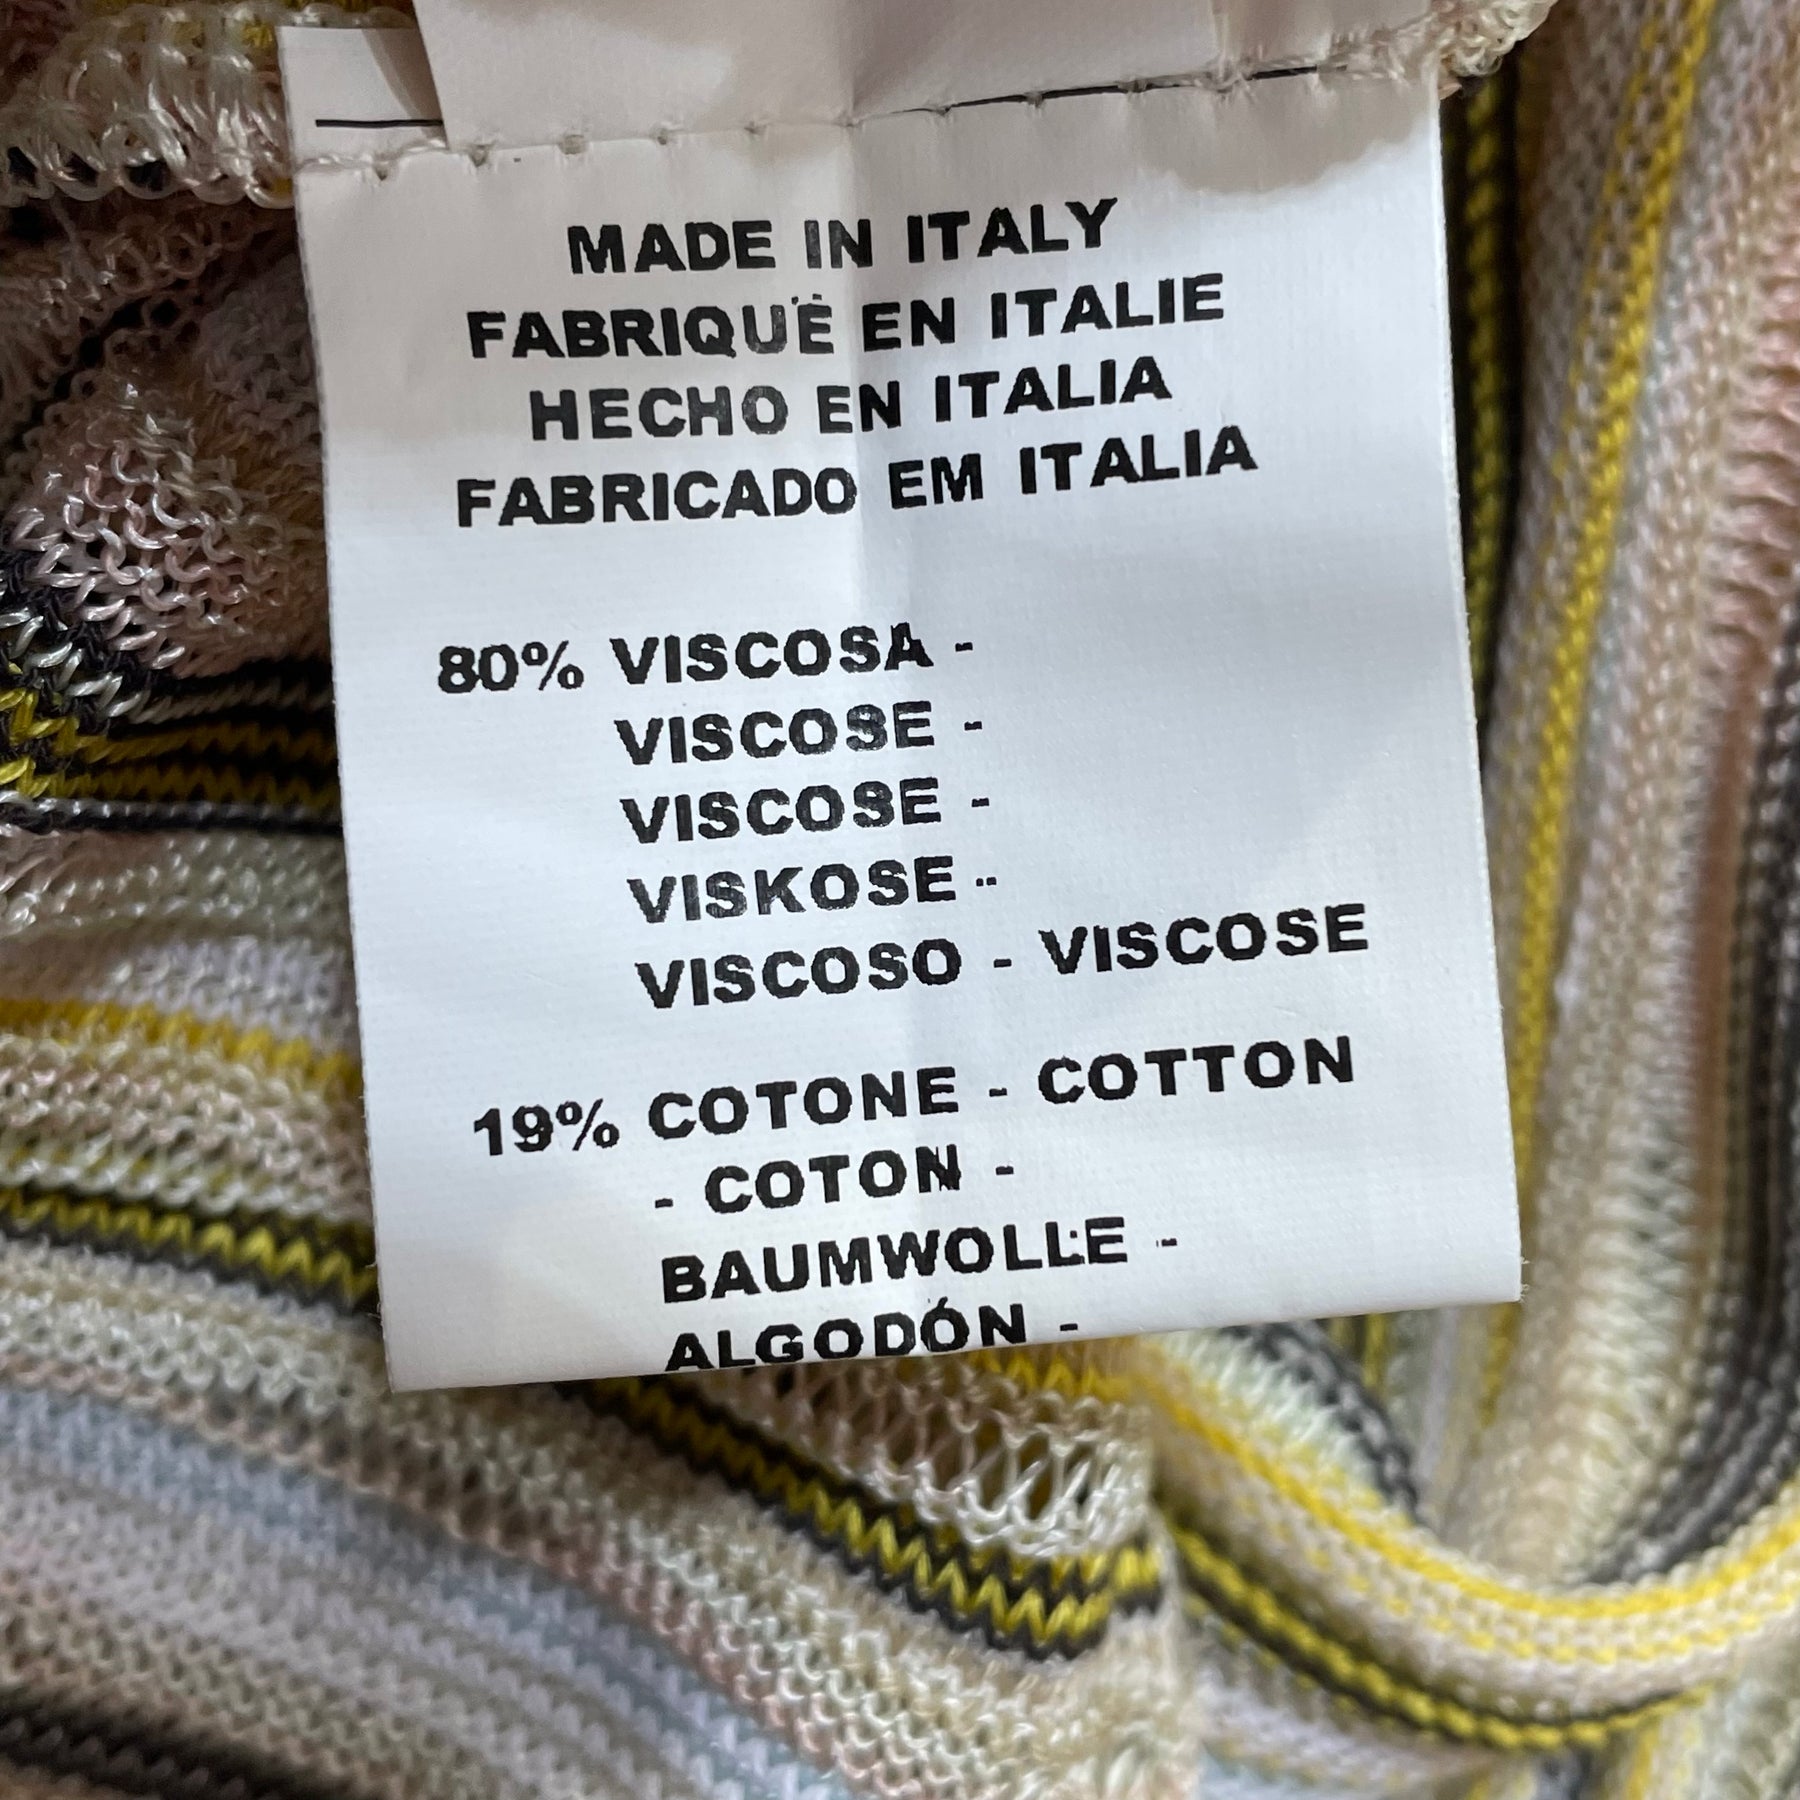 MADE IN ITALY
FABRIQUÉ EN ITALIE
HECHO EN ITALIA
FABRICADO EM ITALIA
80% VISCOSA -
VISCOSE -
VISCOSE -
VISKOSE -
VISCOSO - VISCOSE
19% COTONE - COTTON
- COTON -
BAUMWOLLE -
ALGODÓN -